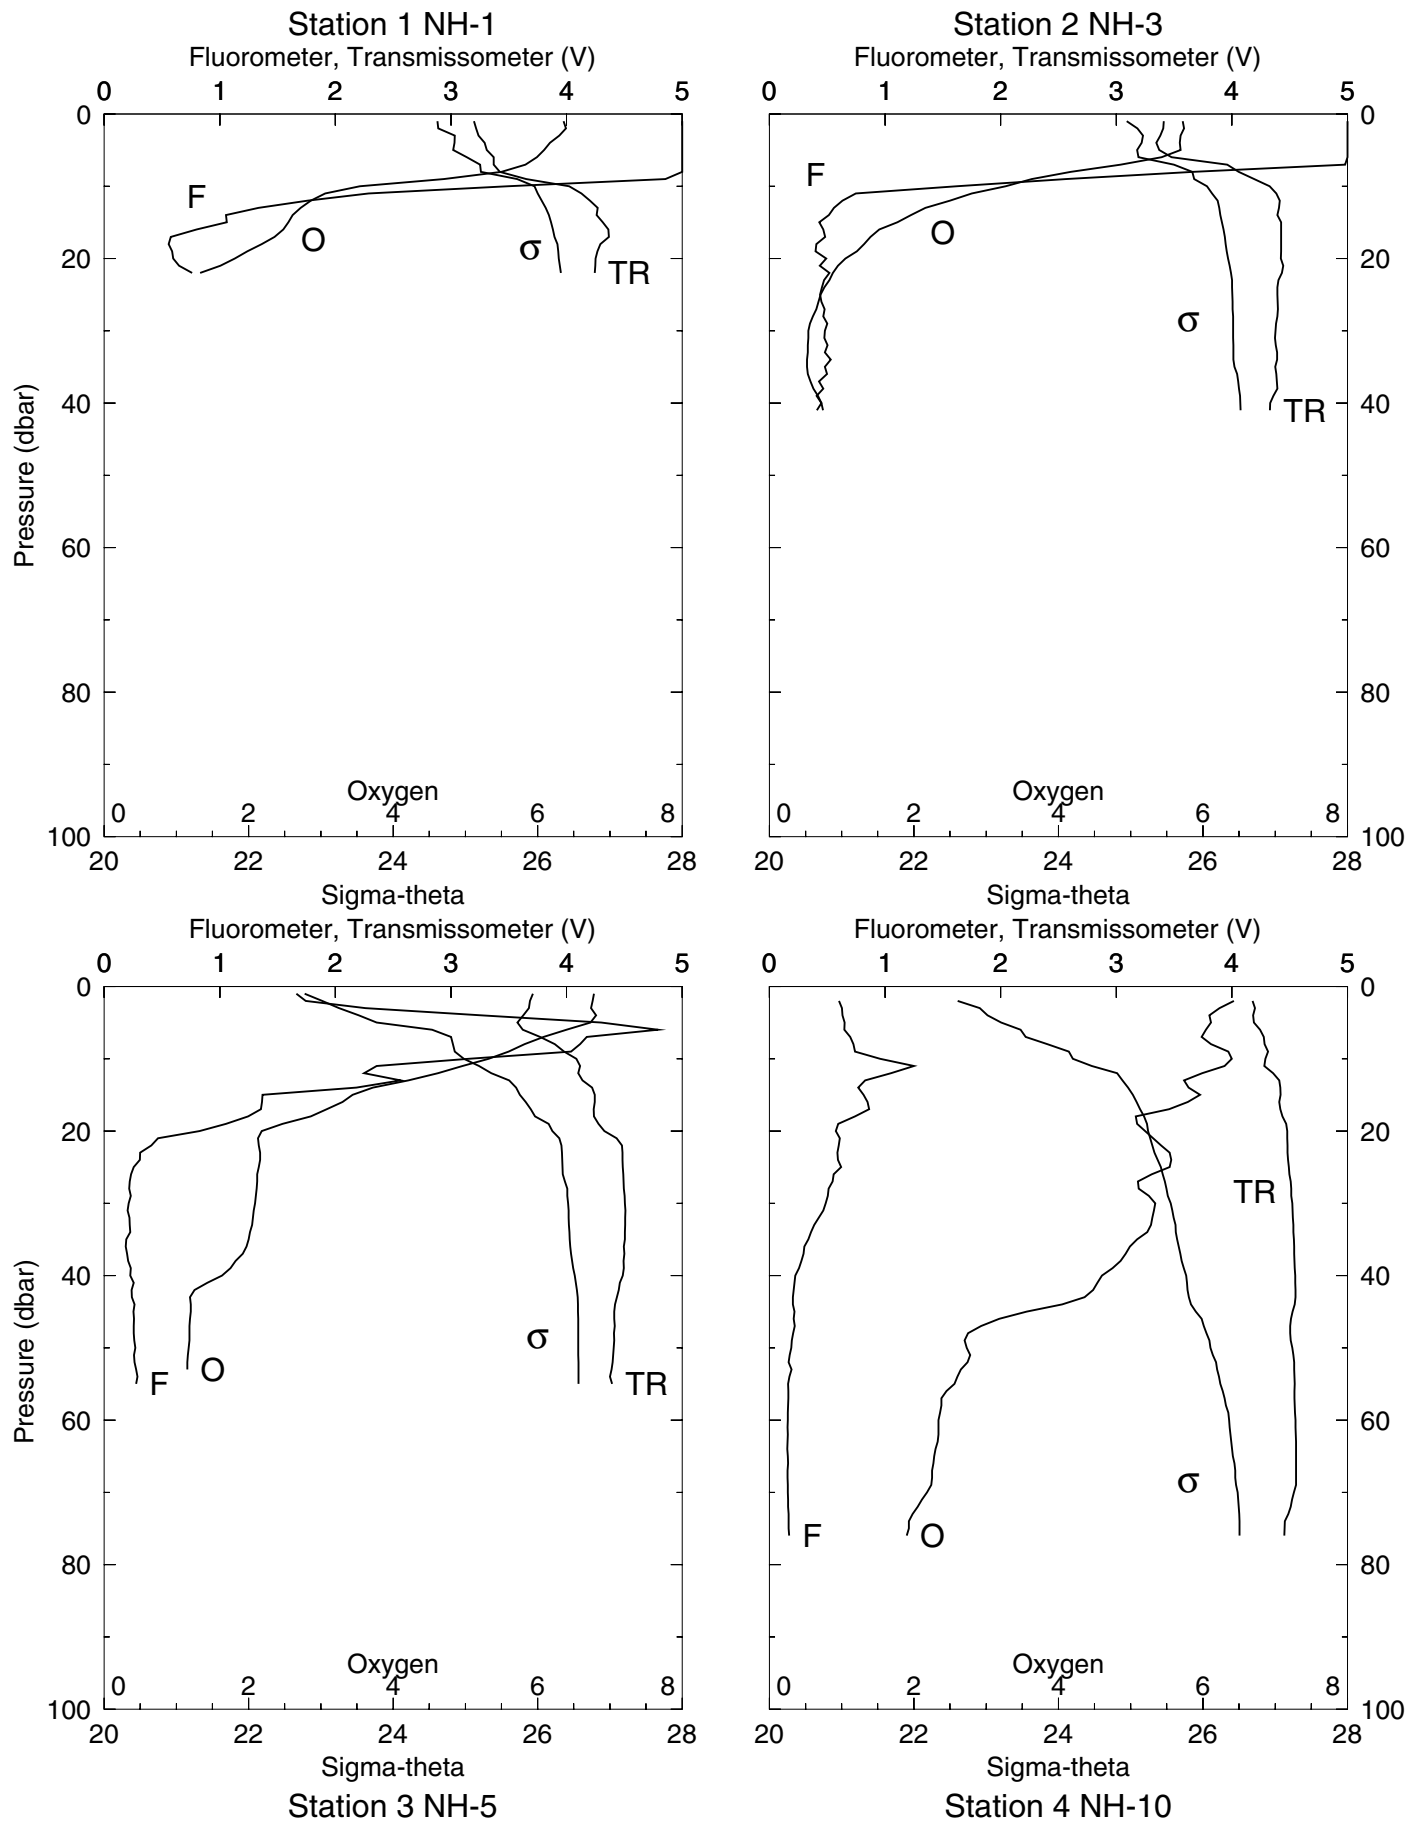 Station 1 NH-1
Fluorometer, Transmissometer (V)
0 1 2 3 4 5
0
20
40
60
80
100
Pressure (dbar)
F
O
σ
TR
Oxygen
0 2 4 6 8
20 22 24 26 28
Sigma-theta
Station 2 NH-3
Fluorometer, Transmissometer (V)
0 1 2 3 4 5
0
20
40
60
80
100
F
O
σ
TR
Oxygen
0 2 4 6 8
20 22 24 26 28
Sigma-theta
Fluorometer, Transmissometer (V)
0 1 2 3 4 5
0
20
40
60
80
100
Pressure (dbar)
σ
F
O
TR
Oxygen
0 2 4 6 8
20 22 24 26 28
Sigma-theta
Station 3 NH-5
Fluorometer, Transmissometer (V)
0 1 2 3 4 5
0
20
40
60
80
100
TR
σ
F
O
Oxygen
0 2 4 6 8
20 22 24 26 28
Sigma-theta
Station 4 NH-10